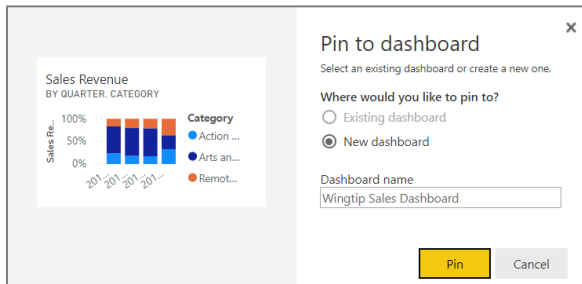 Sales Revenue
BY QUARTER, CATEGORY
100%
50%
0%
Sales Re...
201...
201...
201...
201...
Category
Action ...
Arts an...
Remot...
Pin to dashboard
Select an existing dashboard or create a new one.
Where would you like to pin to?
Existing dashboard
New dashboard
Dashboard name
Wingtip Sales Dashboard
Pin
Cancel